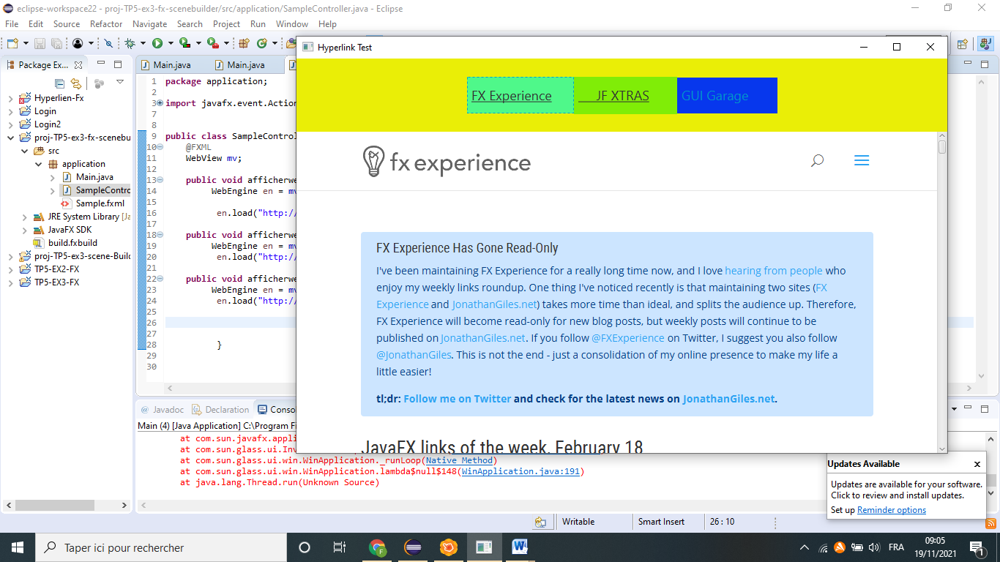 eclipse-workspace22 - proj-TP5-ex3-fx-scenebuilder/src/application/SampleController.java - Eclipse
File Edit Source Refactor Navigate Search Project Run Window Help
Package Ex...
Hyperlien-Fx
Login
Login2
proj-TP5-ex3-fx-scenebu
src
application
Main.java
SampleContro
Sample.fxml
JRE System Library [Ja
JavaFX SDK
build.fxbuild
proj-TP5-ex3-scene-Build
TP5-EX2-FX
TP5-EX3-FX
Main.java Main.java
1 package application;
2
3 import javafx.event.Action
7
8
9 public class SampleControl
10 @FXML
11 WebView mv;
12
13 public void afficherwe
14 WebEngine en = mv
15
16 en.load("http://
17
18 public void afficherwe
19 WebEngine en = mv
20 en.load("http://
21
22 public void afficherwe
23 WebEngine en = mv
24 en.load("http://
25
26
27
28 }
29
30
Hyperlink Test
FX Experience JF XTRAS GUI Garage
fx experience
FX Experience Has Gone Read-Only
I've been maintaining FX Experience for a really long time now, and I love hearing from people who
enjoy my weekly links roundup. One thing I've noticed recently is that maintaining two sites (FX
Experience and JonathanGiles.net) takes more time than ideal, and splits the audience up. Therefore,
FX Experience will become read-only for new blog posts, but weekly posts will continue to be
published on JonathanGiles.net. If you follow @FXExperience on Twitter, I suggest you also follow
@JonathanGiles. This is not the end - just a consolidation of my online presence to make my life a
little easier!
tl;dr: Follow me on Twitter and check for the latest news on JonathanGiles.net.
JavaFX links of the week, February 18
@ Javadoc Declaration Conso
Main (4) [Java Application] C:\Program F
at com.sun.javafx.appli
at com.sun.glass.ui.Inv
at com.sun.glass.ui.win.WinApplication._runLoop(Native Method)
at com.sun.glass.ui.win.WinApplication.lambda$null$148(WinApplication.java:191)
at java.lang.Thread.run(Unknown Source)
Updates Available
Updates are available for your software.
Click to review and install updates.
Set up Reminder options
Writable Smart Insert 26 : 10
Taper ici pour rechercher
FRA
09:05
19/11/2021
1